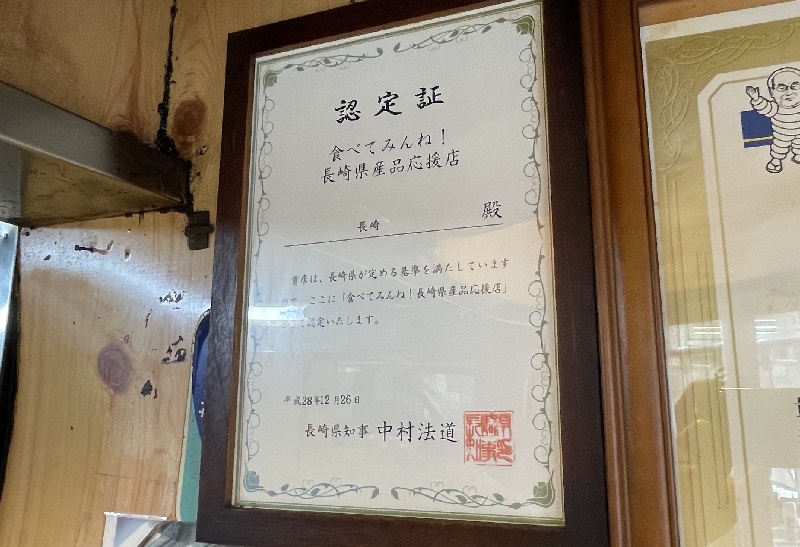 認定証
食べてみんね！
長崎県産品応援店
長崎 殿
貴店は、長崎県が定める基準を満たしています
で、ここに「食べてみんね！長崎県産品応援店」
て認定いたします。
平成28年12月26日
長崎県知事 中村法道